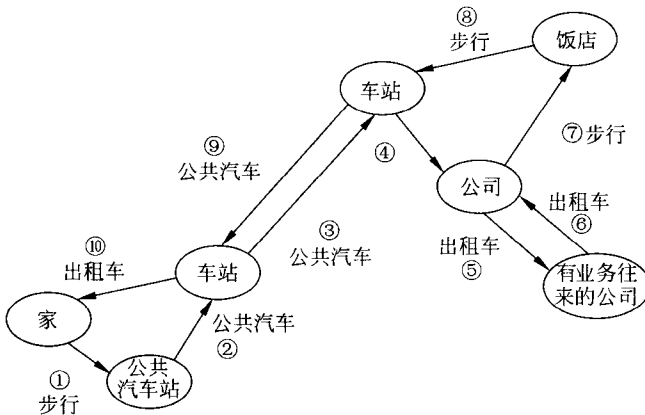 ⑧
步行
饭店
车站
⑨
公共汽车
④
⑦步行
公司
③
公共汽车
出租车
⑥
出租车
⑤
有业务往
来的公司
⑩
出租车
车站
家
公共汽车
②
公共
汽车站
①
步行